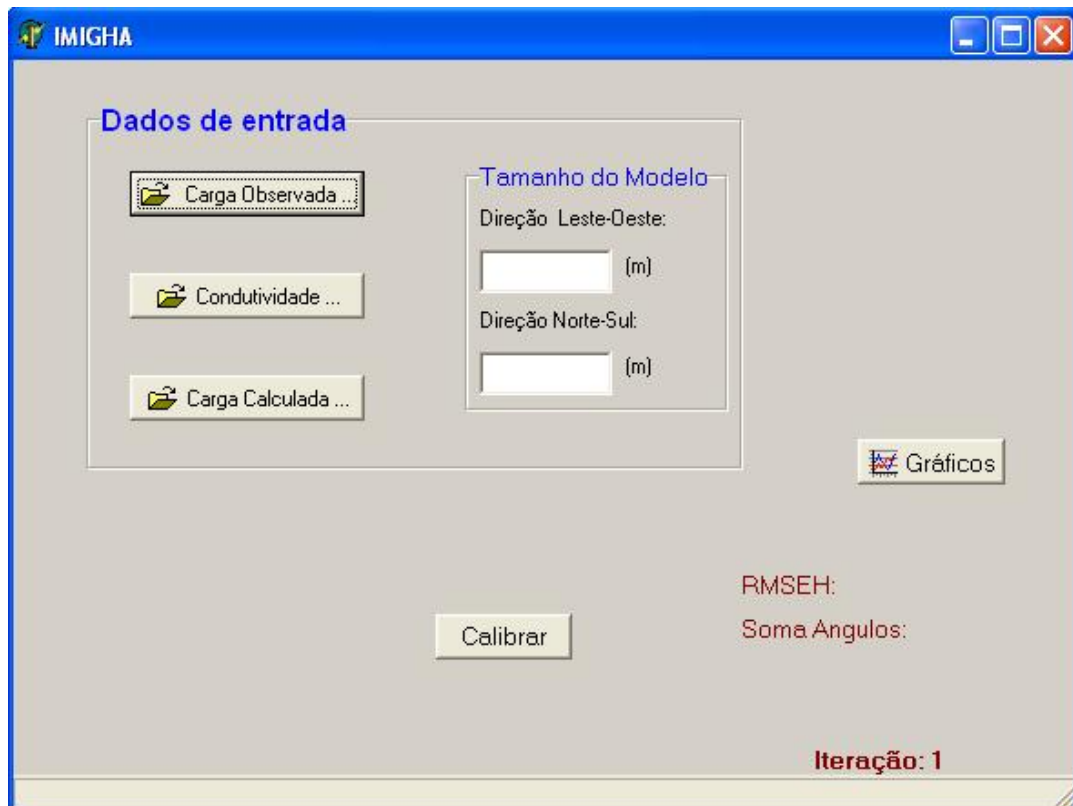 IMIGHA
Dados de entrada
Carga Observada ...
Condutividade ...
Carga Calculada ...
Tamanho do Modelo
Direção Leste-Oeste:
(m)
Direção Norte-Sul:
(m)
Gráficos
Calibrar
RMSEH:
Soma Angulos:
Iteração: 1